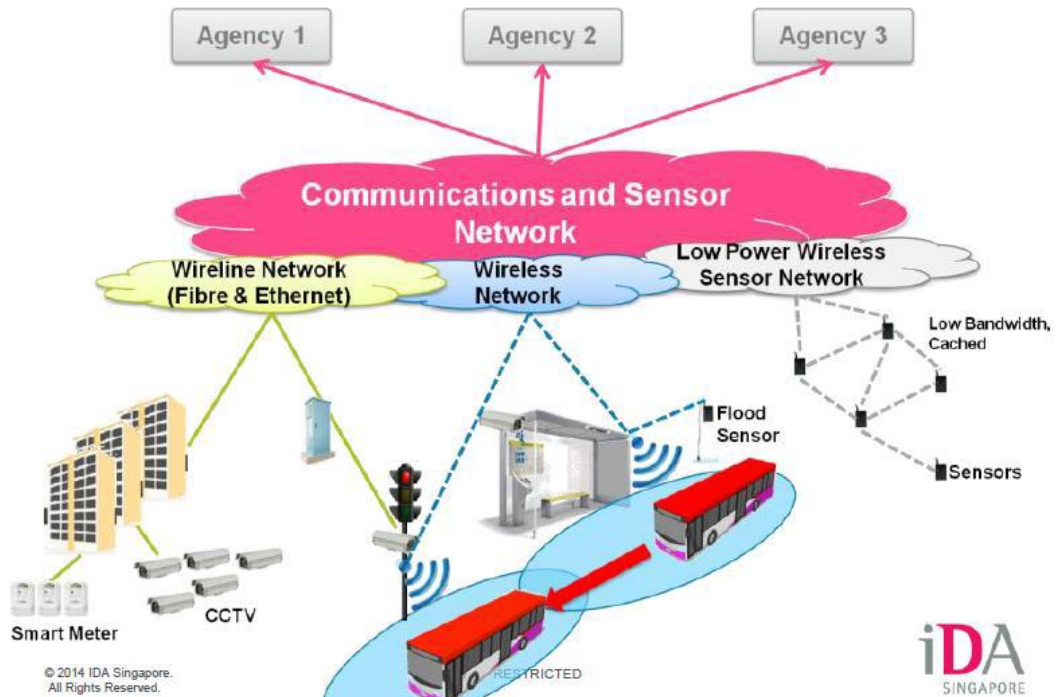 Agency 1
Agency 2
Agency 3
Communications and Sensor
Network
Wireline Network
(Fibre & Ethernet)
Wireless
Network
Low Power Wireless
Sensor Network
Low Bandwidth,
Cached
Flood
Sensor
Sensors
CCTV
Smart Meter
© 2014 IDA Singapore.
All Rights Reserved.
RESTRICTED
iDA
SINGAPORE